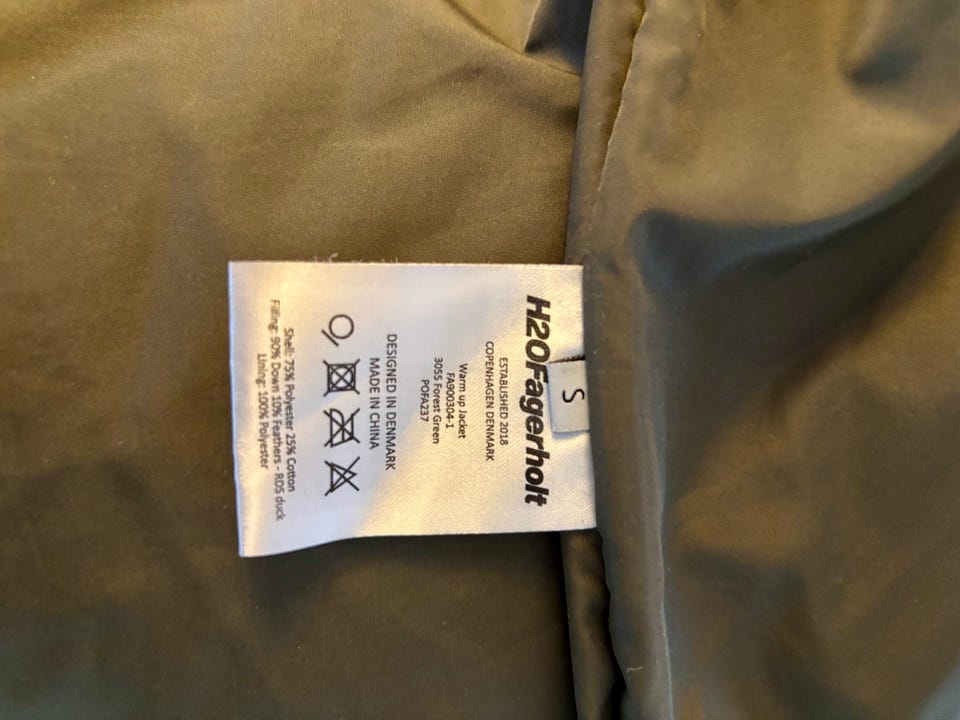 S
H2OFagerholt
ESTABLISHED 2018
COPENHAGEN DENMARK
Warm up Jacket
FA900304-1
3055 Forest Green
POFA237
DESIGNED IN DENMARK
MADE IN CHINA
Shell: 75% Polyester 25% Cotton
Filling: 90% Down 10% Feathers - RDS duck
Lining: 100% Polyester